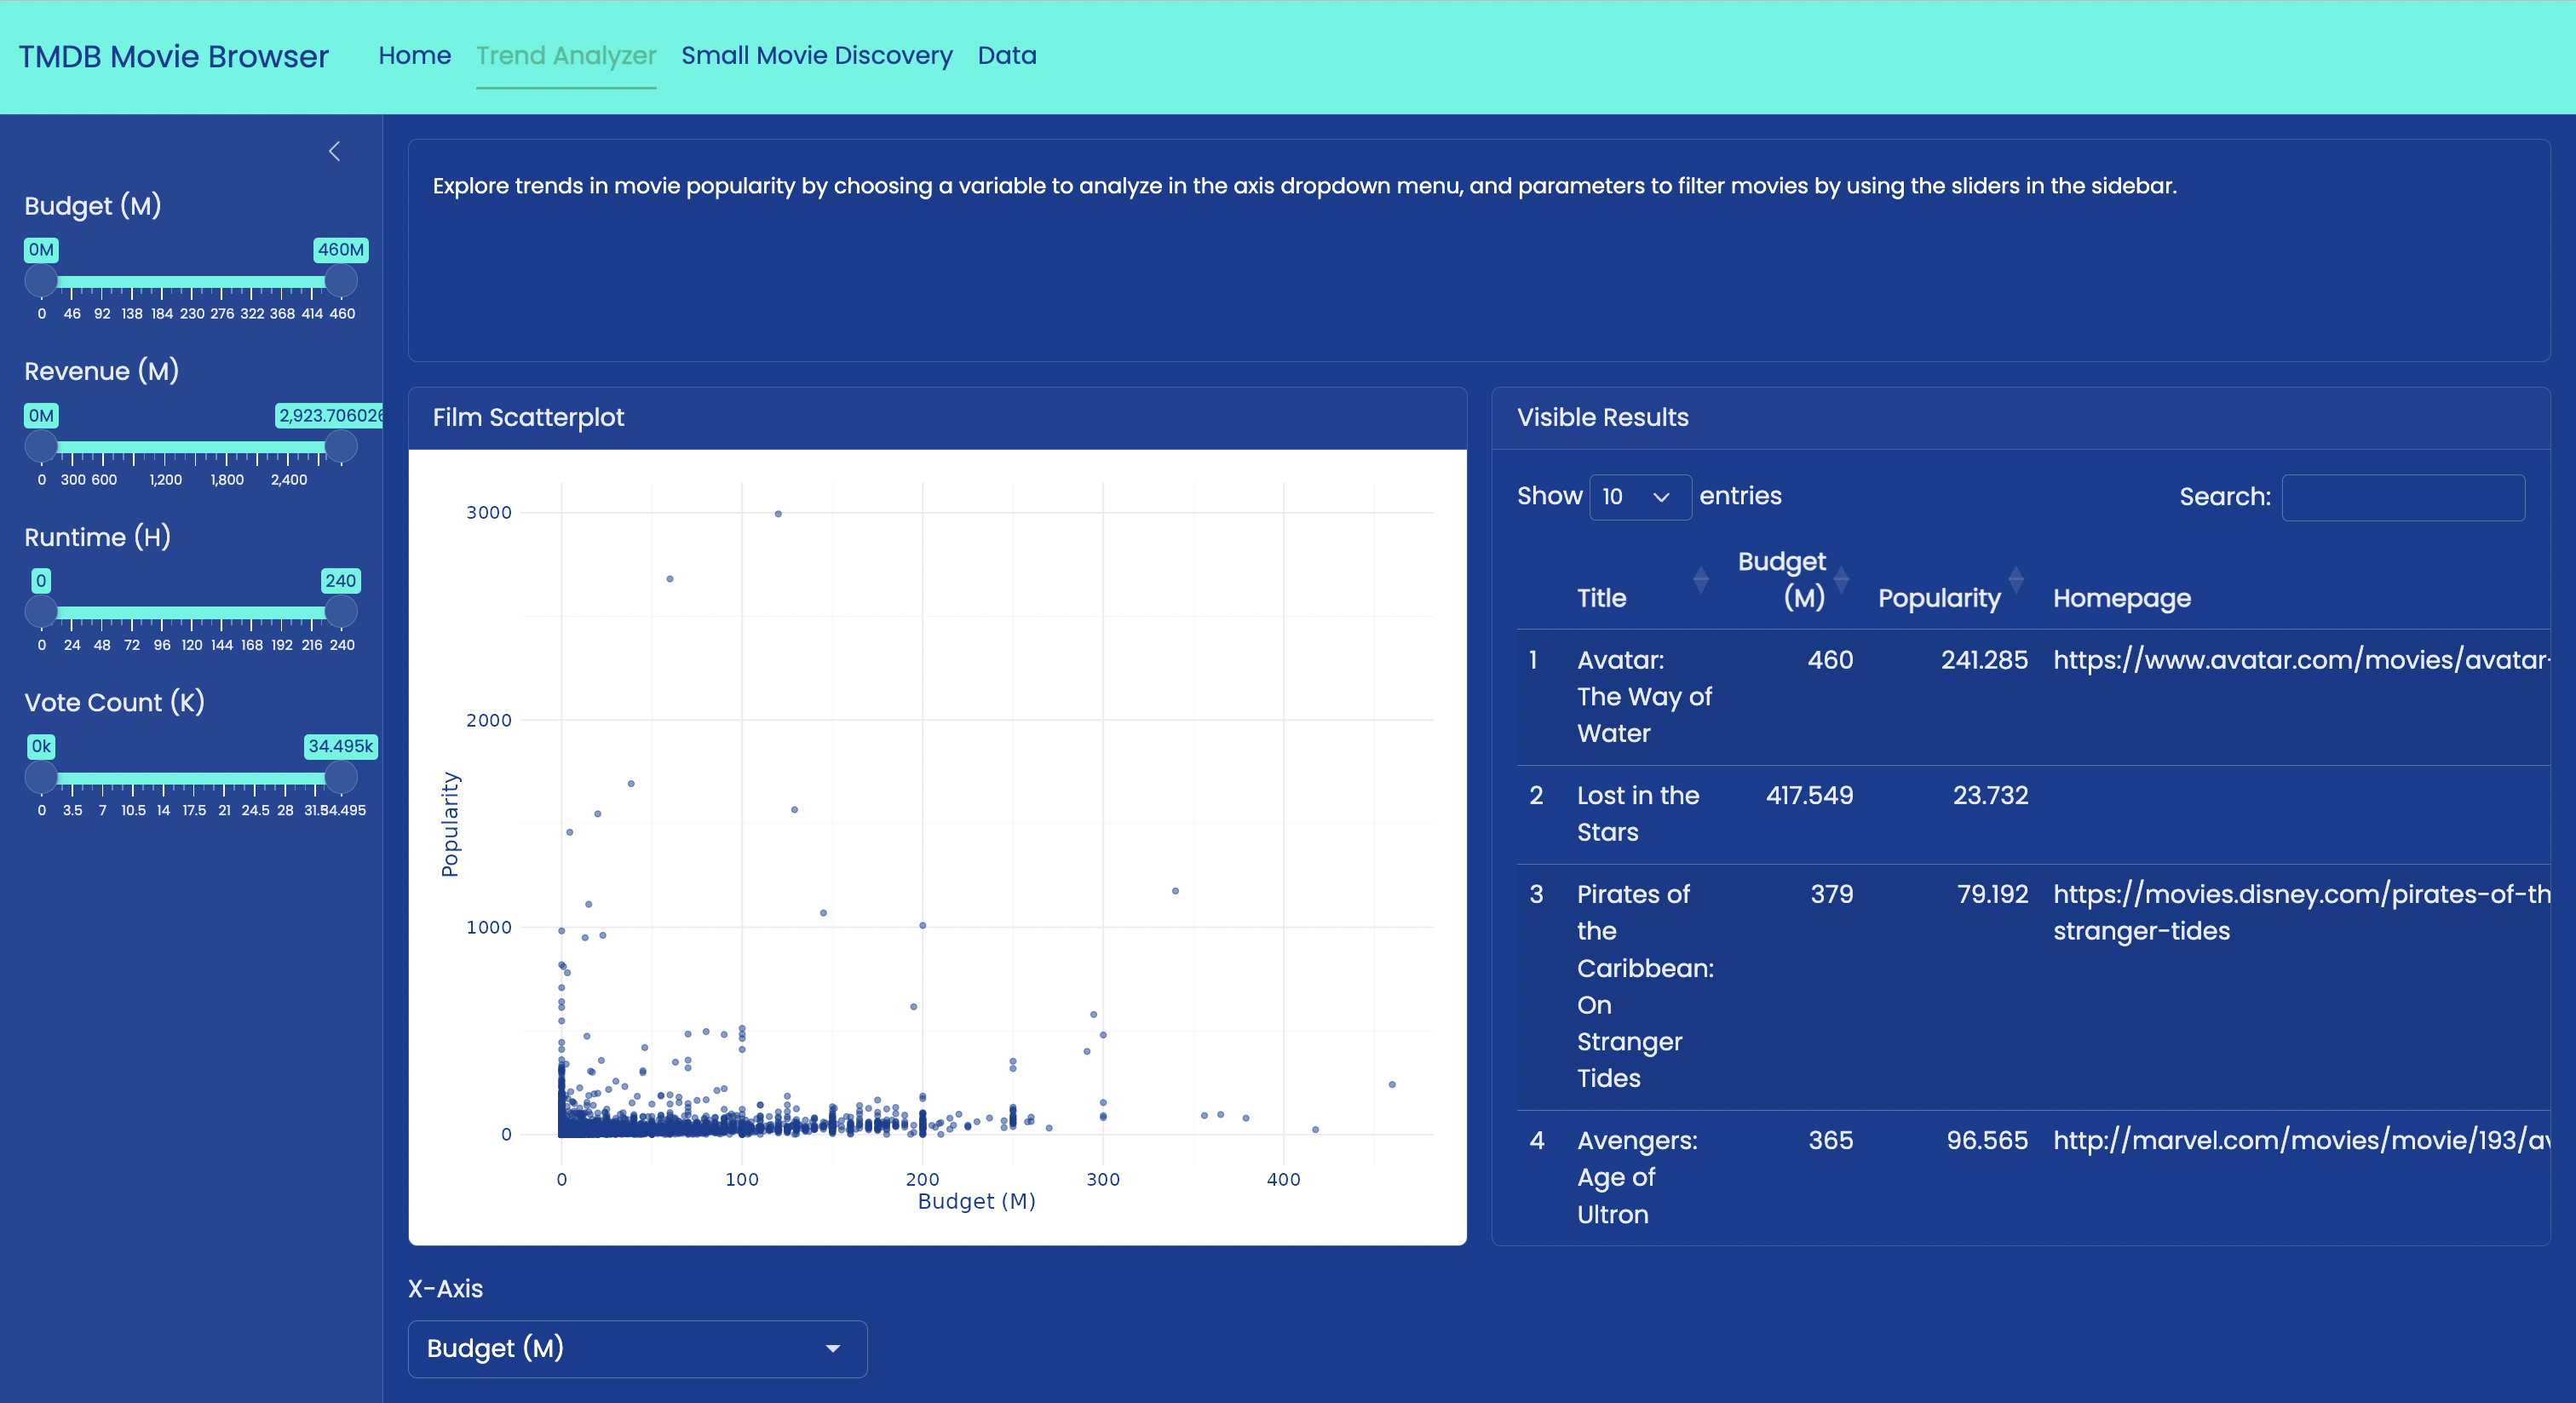 TMDB Movie Browser Home Trend Analyzer Small Movie Discovery Data
Budget (M)
0M 460M
0 46 92 138 184 230 276 322 368 414 460
Revenue (M)
0M 2,923.706026
0 300 600 1,200 1,800 2,400
Runtime (H)
0 240
0 24 48 72 96 120 144 168 192 216 240
Vote Count (K)
0k 34.495k
0 3.5 7 10.5 14 17.5 21 24.5 28 31.5 34.495
Explore trends in movie popularity by choosing a variable to analyze in the axis dropdown menu, and parameters to filter movies by using the sliders in the sidebar.
Film Scatterplot
3000
2000
1000
0
Popularity
0 100 200 300 400
Budget (M)
Visible Results
Show 10 entries Search:
Title Budget (M) Popularity Homepage
1 Avatar: 460 241.285 https://www.avatar.com/movies/avatar-
The Way of
Water
2 Lost in the 417.549 23.732
Stars
3 Pirates of 379 79.192 https://movies.disney.com/pirates-of-th
the stranger-tides
Caribbean:
On
Stranger
Tides
4 Avengers: 365 96.565 http://marvel.com/movies/movie/193/av
Age of
Ultron
X-Axis
Budget (M)